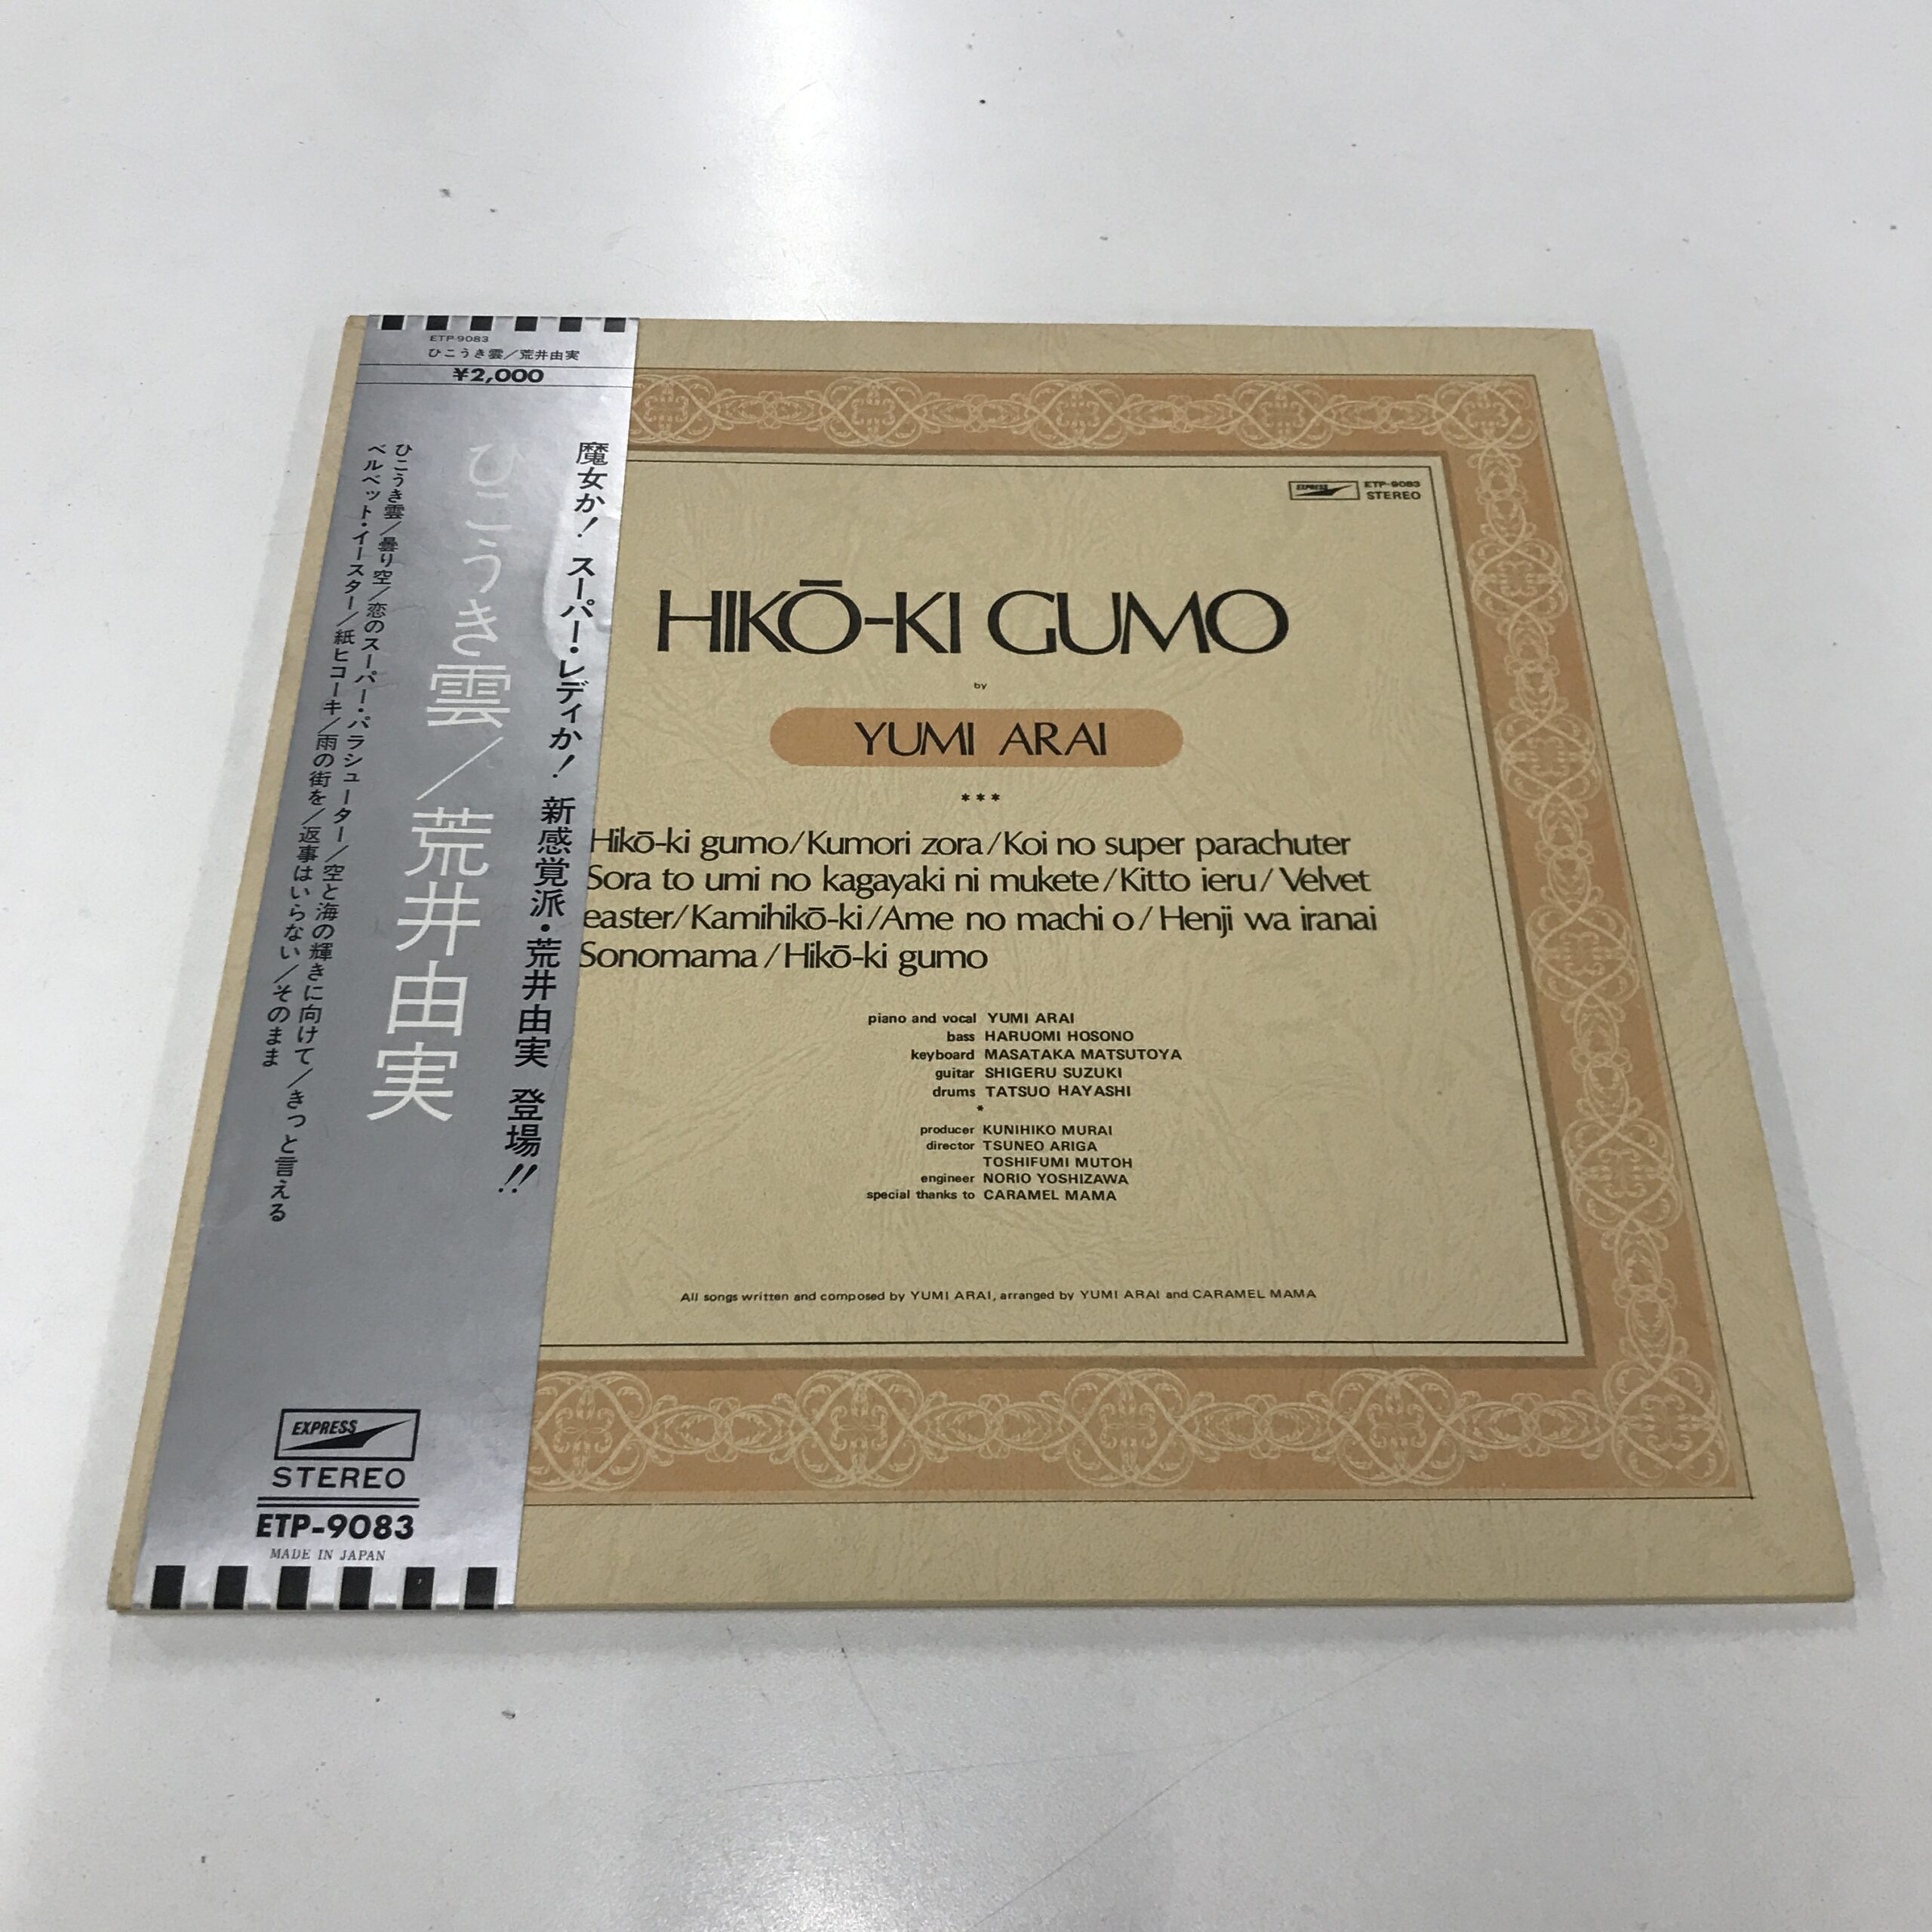 ETP-9083
ひこうき雲／荒井由実
¥2,000
魔女か！ スーパー・レディか！ 新感覚派・荒井由実 登場!!
ひこうき雲／荒井由実
ひこうき雲／曇り空／恋のスーパー・パラシューター／空と海の輝きに向けて／きっと言える
ベルベット・イースター／紙ヒコーキ／雨の街を／返事はいらない／そのまま
EXPRESS
STEREO
ETP-9083
MADE IN JAPAN
EXPRESS
ETP-9083
STEREO
HIKŌ-KI GUMO
by
YUMI ARAI
***
Hikō-ki gumo/Kumori zora/Koi no super parachuter
Sora to umi no kagayaki ni mukete/Kitto ieru/Velvet
easter/Kamihikō-ki/Ame no machi o/Henji wa iranai
Sonomama/Hikō-ki gumo
piano and vocal YUMI ARAI
bass HARUOMI HOSONO
keyboard MASATAKA MATSUTOYA
guitar SHIGERU SUZUKI
drums TATSUO HAYASHI
*
producer KUNIHIKO MURAI
director TSUNEO ARIGA
TOSHIFUMI MUTOH
engineer NORIO YOSHIZAWA
special thanks to CARAMEL MAMA
All songs written and composed by YUMI ARAI, arranged by YUMI ARAI and CARAMEL MAMA